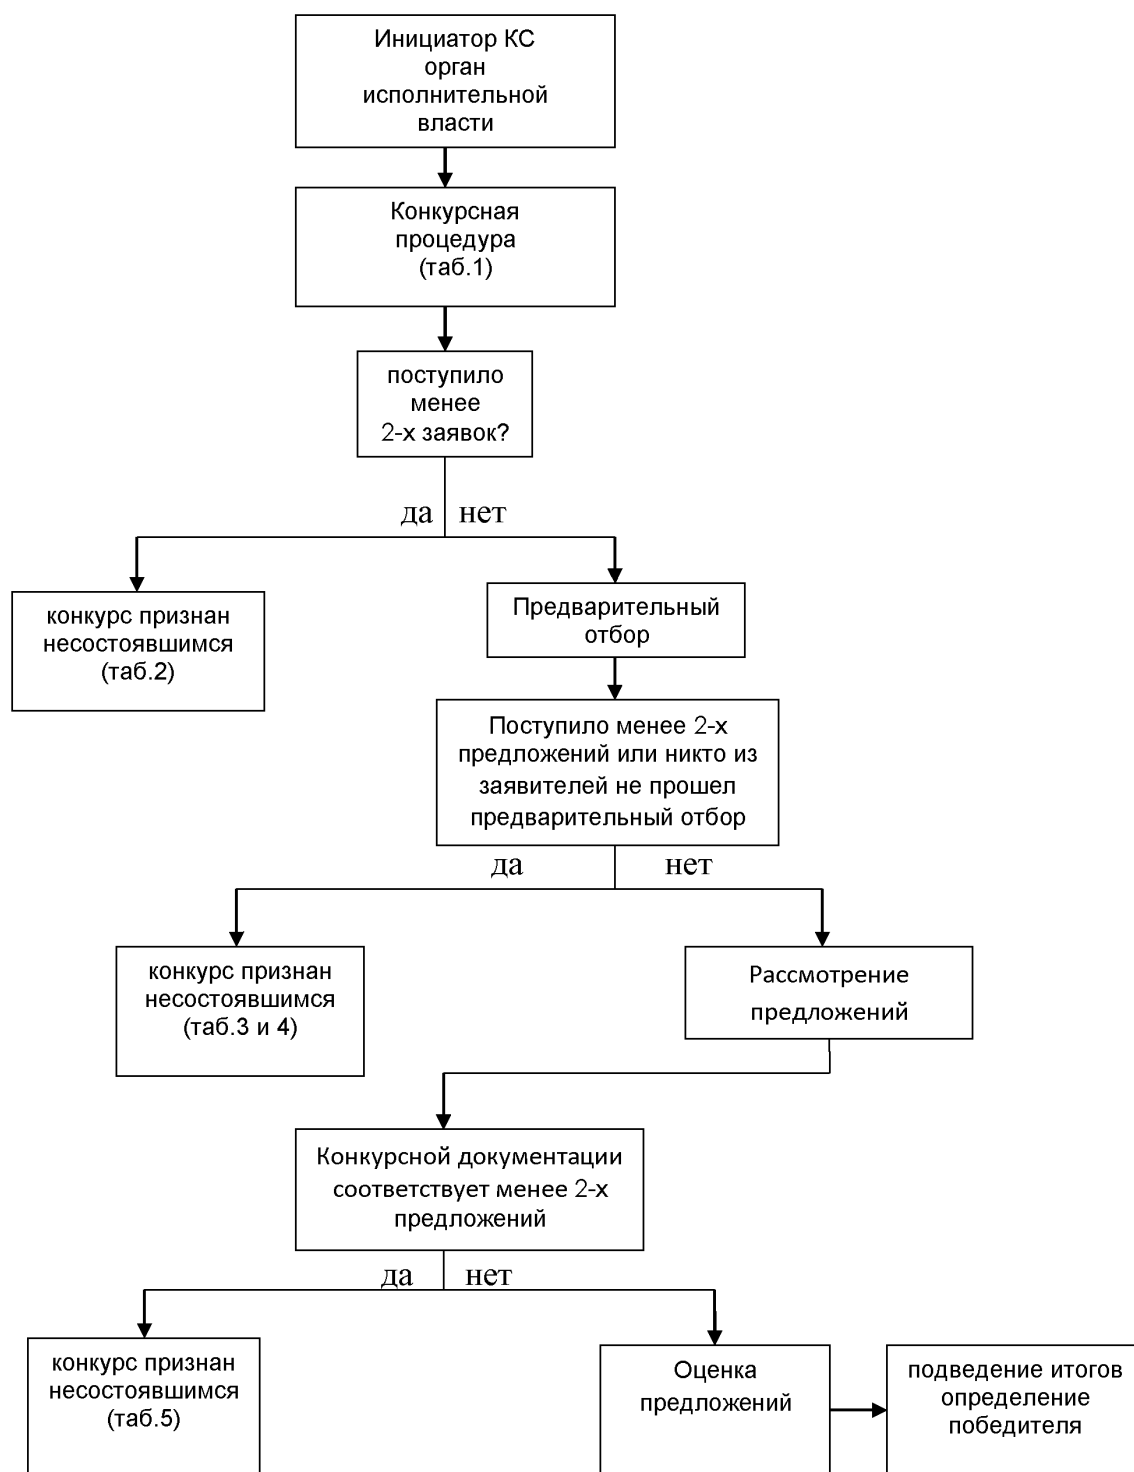 Инициатор КС
орган
исполнительной
власти
Конкурсная
процедура
(таб.1)
поступило
менее
2-х заявок?
да нет
конкурс признан
несостоявшимся
(таб.2)
Предварительный
отбор
Поступило менее 2-х
предложений или никто из
заявителей не прошел
предварительный отбор
да нет
конкурс признан
несостоявшимся
(таб.3 и 4)
Рассмотрение
предложений
Конкурсной документации
соответствует менее 2-х
предложений
да нет
конкурс признан
несостоявшимся
(таб.5)
Оценка
предложений
подведение итогов
определение
победителя